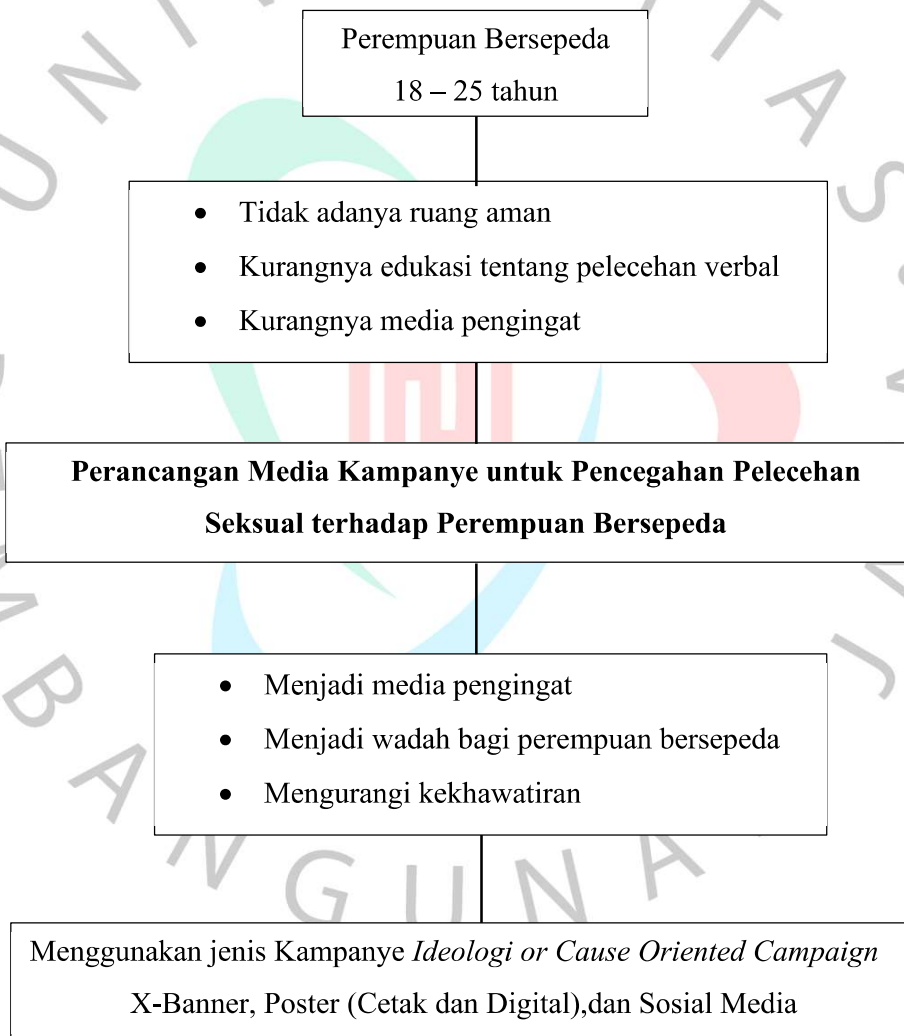 Perempuan Bersepeda
18 – 25 tahun
• Tidak adanya ruang aman
• Kurangnya edukasi tentang pelecehan verbal
• Kurangnya media pengingat
Perancangan Media Kampanye untuk Pencegahan Pelecehan
Seksual terhadap Perempuan Bersepeda
• Menjadi media pengingat
• Menjadi wadah bagi perempuan bersepeda
• Mengurangi kekhawatiran
Menggunakan jenis Kampanye Ideologi or Cause Oriented Campaign
X-Banner, Poster (Cetak dan Digital),dan Sosial Media